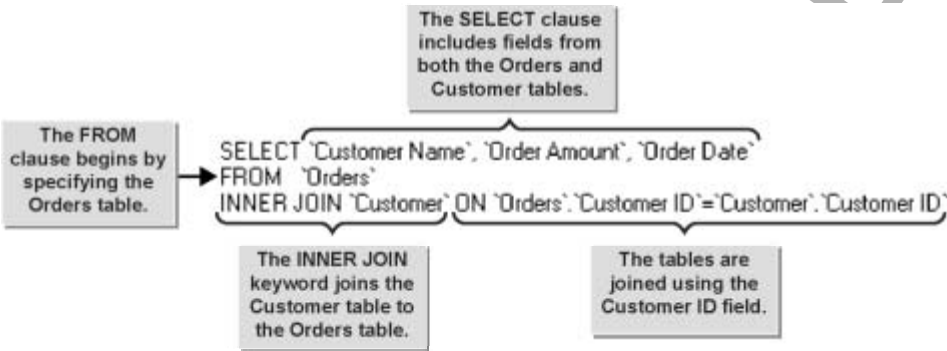 The SELECT clause
includes fields from
both the Orders and
Customer tables.
The FROM
clause begins by
specifying the
Orders table.
SELECT `Customer Name`, `Order Amount`, `Order Date`
FROM `Orders`
INNER JOIN `Customer` ON `Orders`.`Customer ID`=`Customer`.`Customer ID`
The INNER JOIN
keyword joins the
Customer table to
the Orders table.
The tables are
joined using the
Customer ID field.